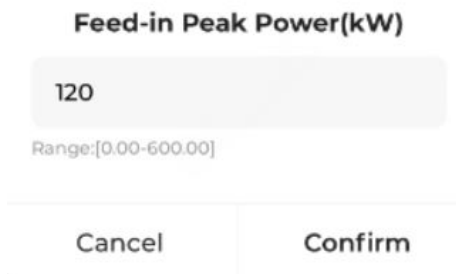 Feed-in Peak Power(kW)
120
Range:[0.00-600.00]
Cancel
Confirm